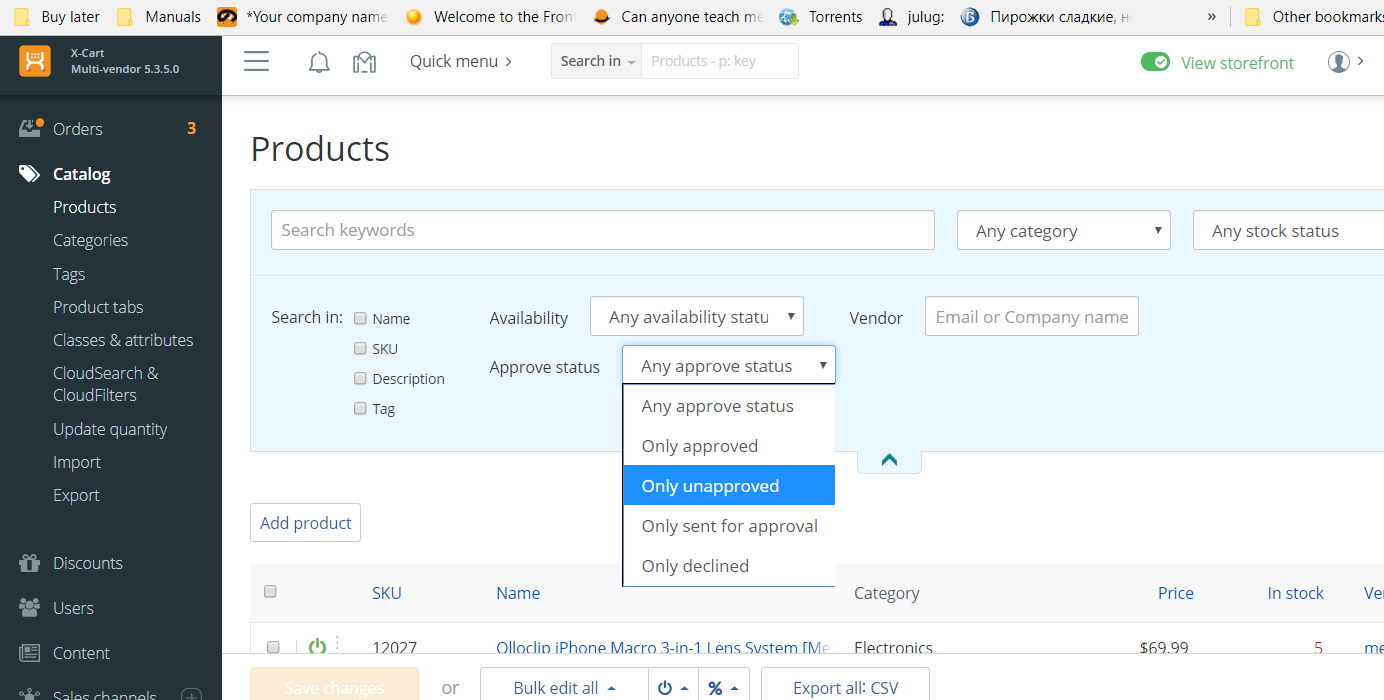 Buy later Manuals *Your company name Welcome to the Fron Can anyone teach me Torrents julug: Пирожки сладкие, » Other bookmarks
X-Cart
Multi-vendor 5.3.5.0
Quick menu > Search in Products - p: key View storefront >
Orders 3
Catalog
Products
Categories
Tags
Product tabs
Classes & attributes
CloudSearch &
CloudFilters
Update quantity
Import
Export
Discounts
Users
Content
Sales channels
Products
Search keywords Any category Any stock status
Search in: Name
SKU
Description
Tag
Availability Any availability statu
Vendor Email or Company name
Approve status Any approve status
Any approve status
Only approved
Only unapproved
Only sent for approval
Only declined
Add product
SKU Name Category Price In stock Ve
12027 Olloclip iPhone Macro 3-in-1 Lens System [Me Electronics $69.99 5 me
Save changes or Bulk edit all % Export all: CSV